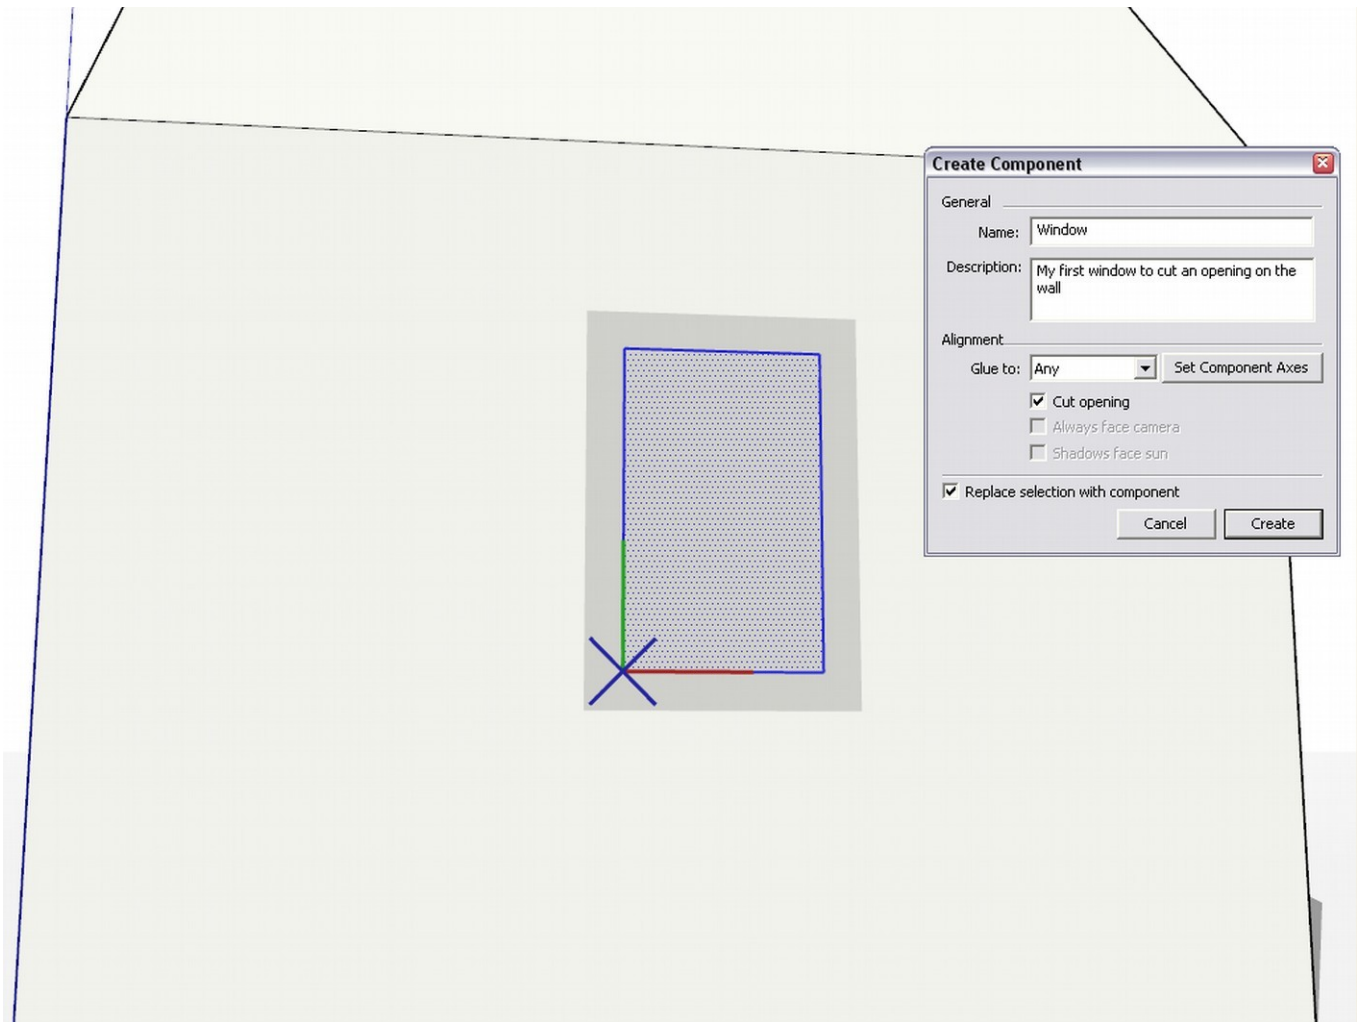 Create Component
General
Name: Window
Description: My first window to cut an opening on the
wall
Alignment
Glue to: Any Set Component Axes
Cut opening
Always face camera
Shadows face sun
Replace selection with component
Cancel Create